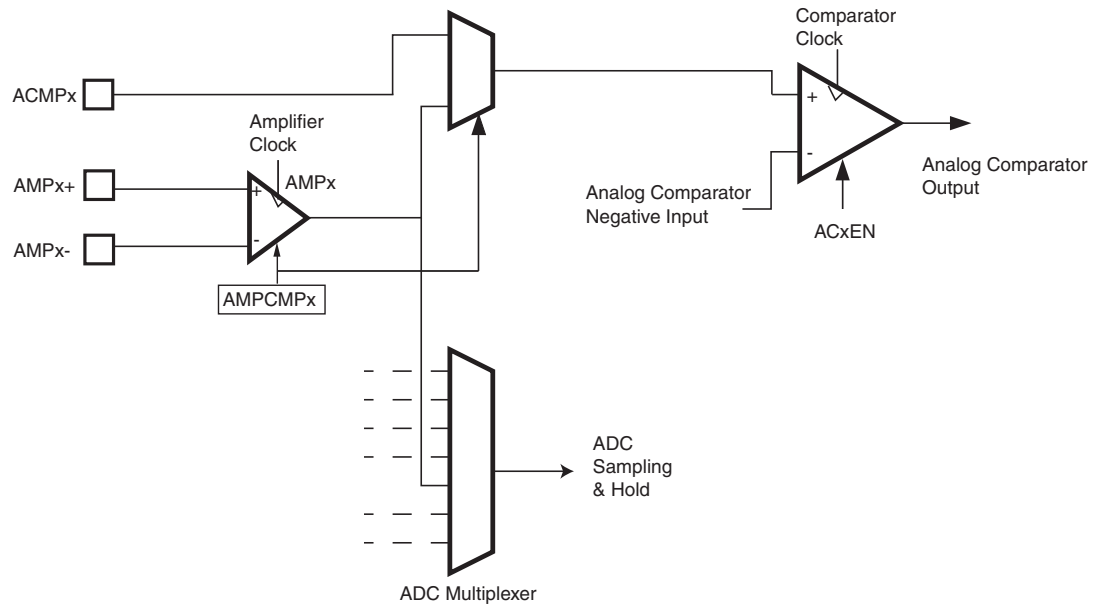 Comparator
Clock
ACMPx
+
Amplifier
Clock
AMPx+
+
AMPx
-
Analog Comparator
Negative Input
Analog Comparator
Output
AMPx-
-
ACxEN
AMPCMPx
ADC
Sampling
& Hold
ADC Multiplexer